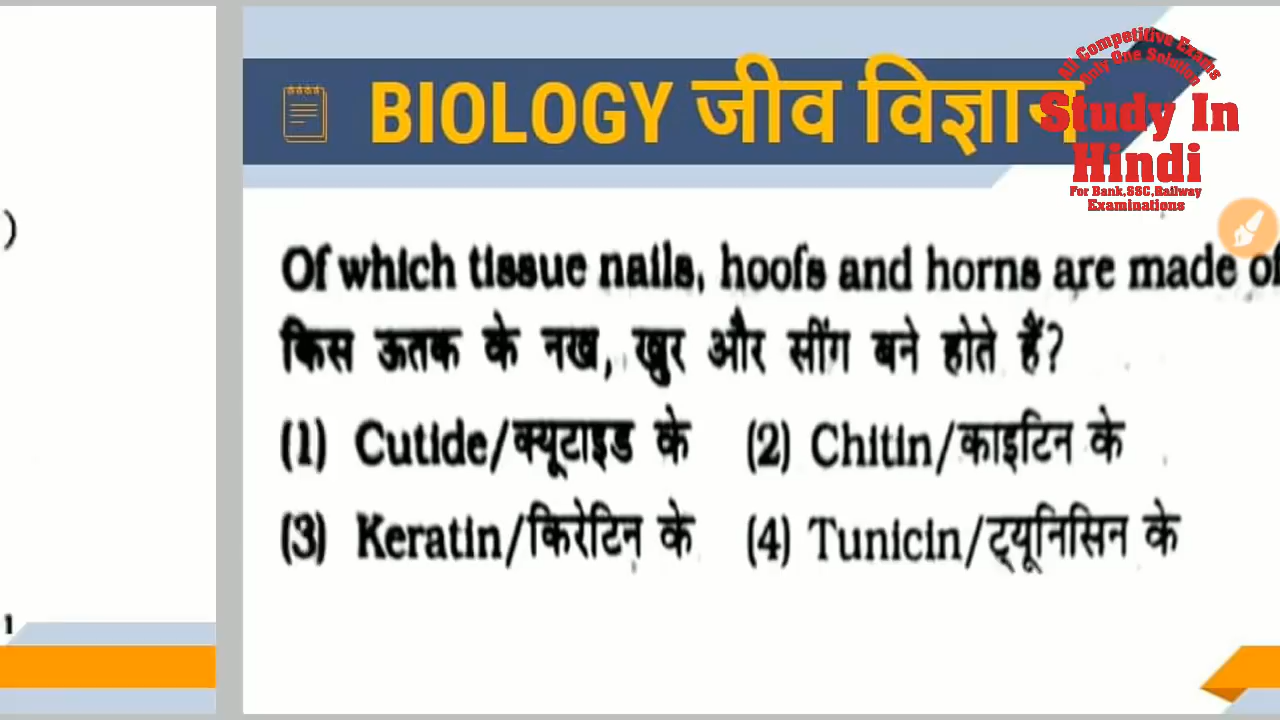 )
1
BIOLOGY जीव विज्ञान
All Competitive Exams
Only One Solution
Study In
Hindi
For Bank,SSC,Railway
Examinations
Of which tissue nails, hoofs and horns are made of
किस ऊतक के नख, खुर और सींग बने होते हैं?
(1) Cutide/क्यूटाइड के (2) Chitin/काइटिन के
(3) Keratin/किरेटिन के (4) Tunicin/ट्यूनिसिन के